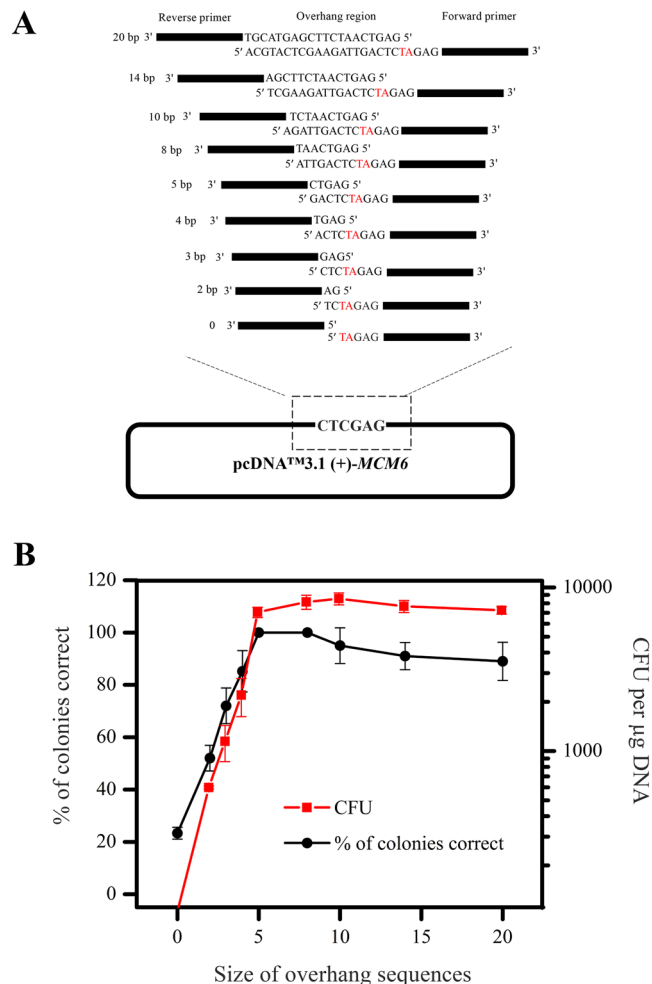 A
Reverse primer Overhang region Forward primer
20 bp 3' TGCATGAGCTTCTAACTGAG 5'
5' ACGTACTCGAAGATTGACTCTAGAG 3'
14 bp 3' AGCTTCTAACTGAG 5'
5' TCGAAGATTGACTCTAGAG 3'
10 bp 3' TCTAACTGAG 5'
5' AGATTGACTCTAGAG 3'
8 bp 3' TAACTGAG 5'
5' ATTGACTCTAGAG 3'
5 bp 3' CTGAG 5'
5' GACTCTAGAG 3'
4 bp 3' TGAG 5'
5' ACTCTAGAG 3'
3 bp 3' GAG5'
5' CTCTAGAG 3'
2 bp 3' AG 5'
5' TCTAGAG 3'
0 3' 5'
5' TAGAG 3'
CTCGAG
pcDNA™3.1 (+)-MCM6
B
120
100
80
60
40
20
0
% of colonies correct
10000
1000
CFU per µg DNA
CFU
% of colonies correct
0 5 10 15 20
Size of overhang sequences